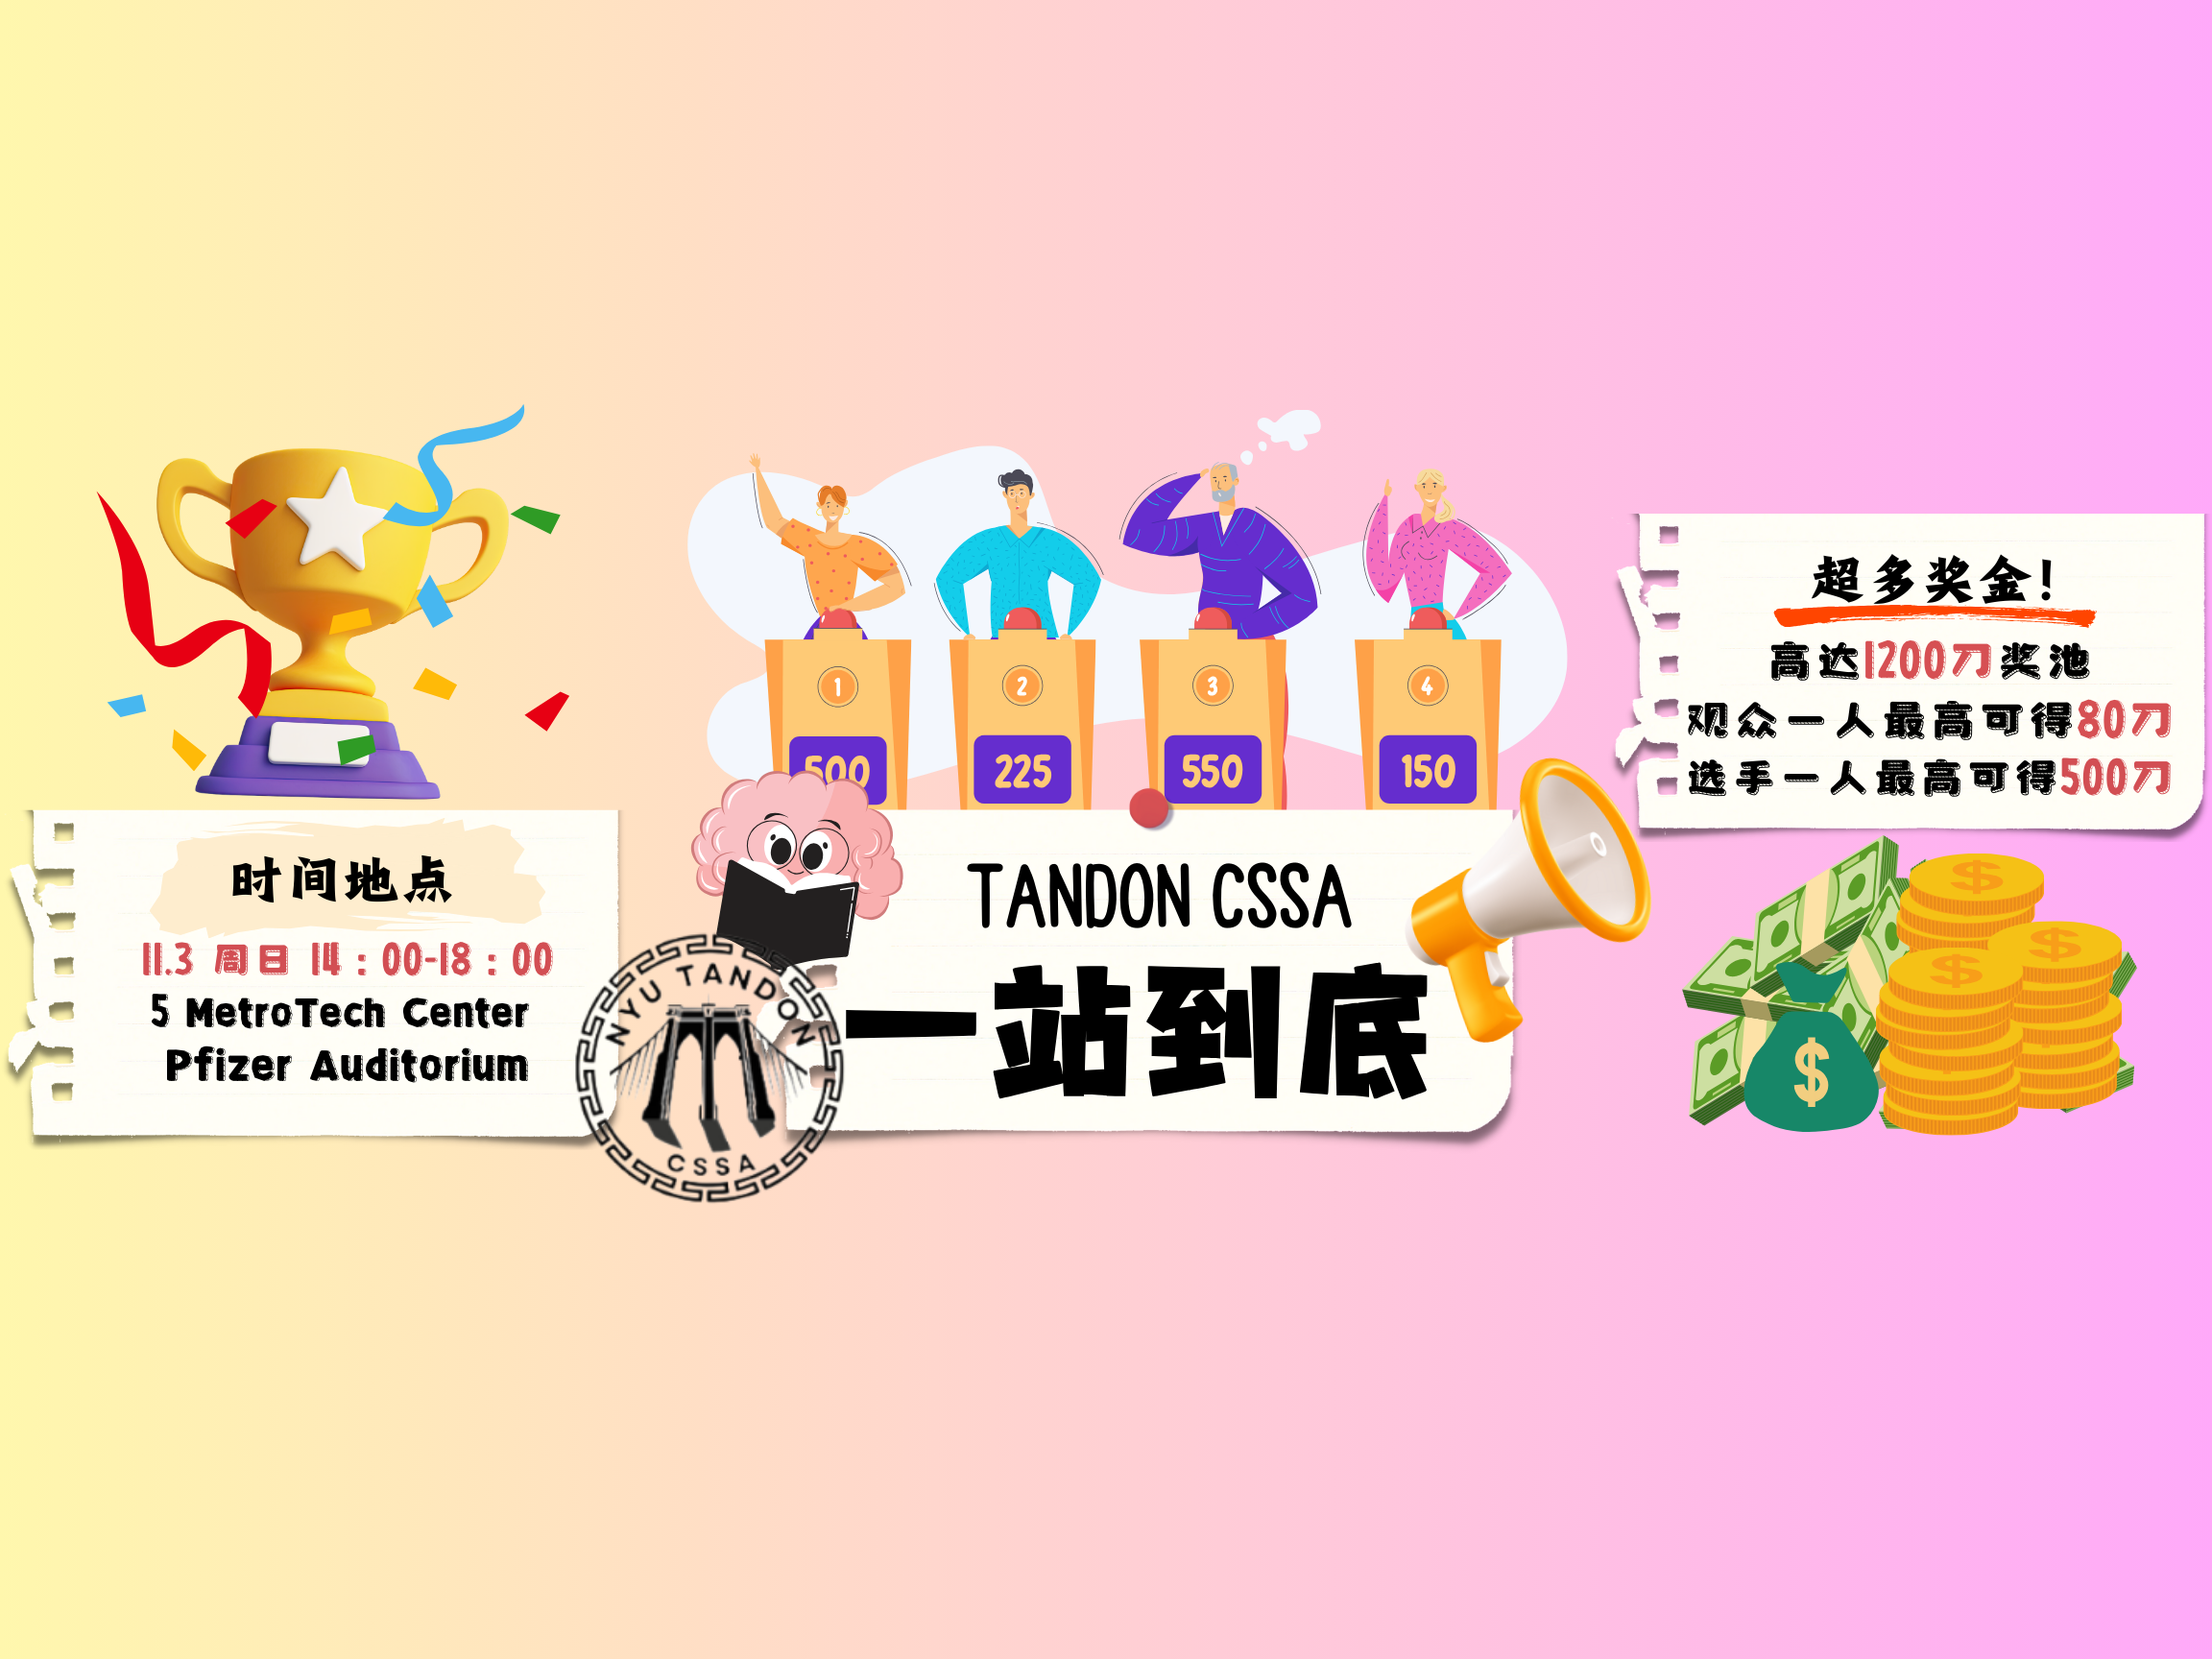 时间地点
11.3 周日 14：00-18：00
5 MetroTech Center
Pfizer Auditorium
1
2
3
4
500
225
550
150
TANDON CSSA
一站到底
NYU TANDON
CSSA
超多奖金!
高达1200刀奖池
观众一人最高可得80刀
选手一人最高可得500刀
$
$
$
$